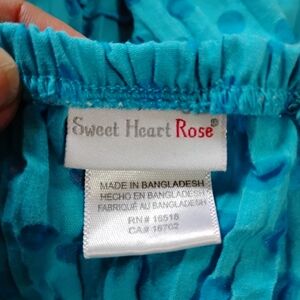 Sweet Heart Rose®
MADE IN BANGLADESH
HECHO EN BANGLADESH
FABRIQUÉ AU BANGLADESH
RN# 16518
CA# 16702